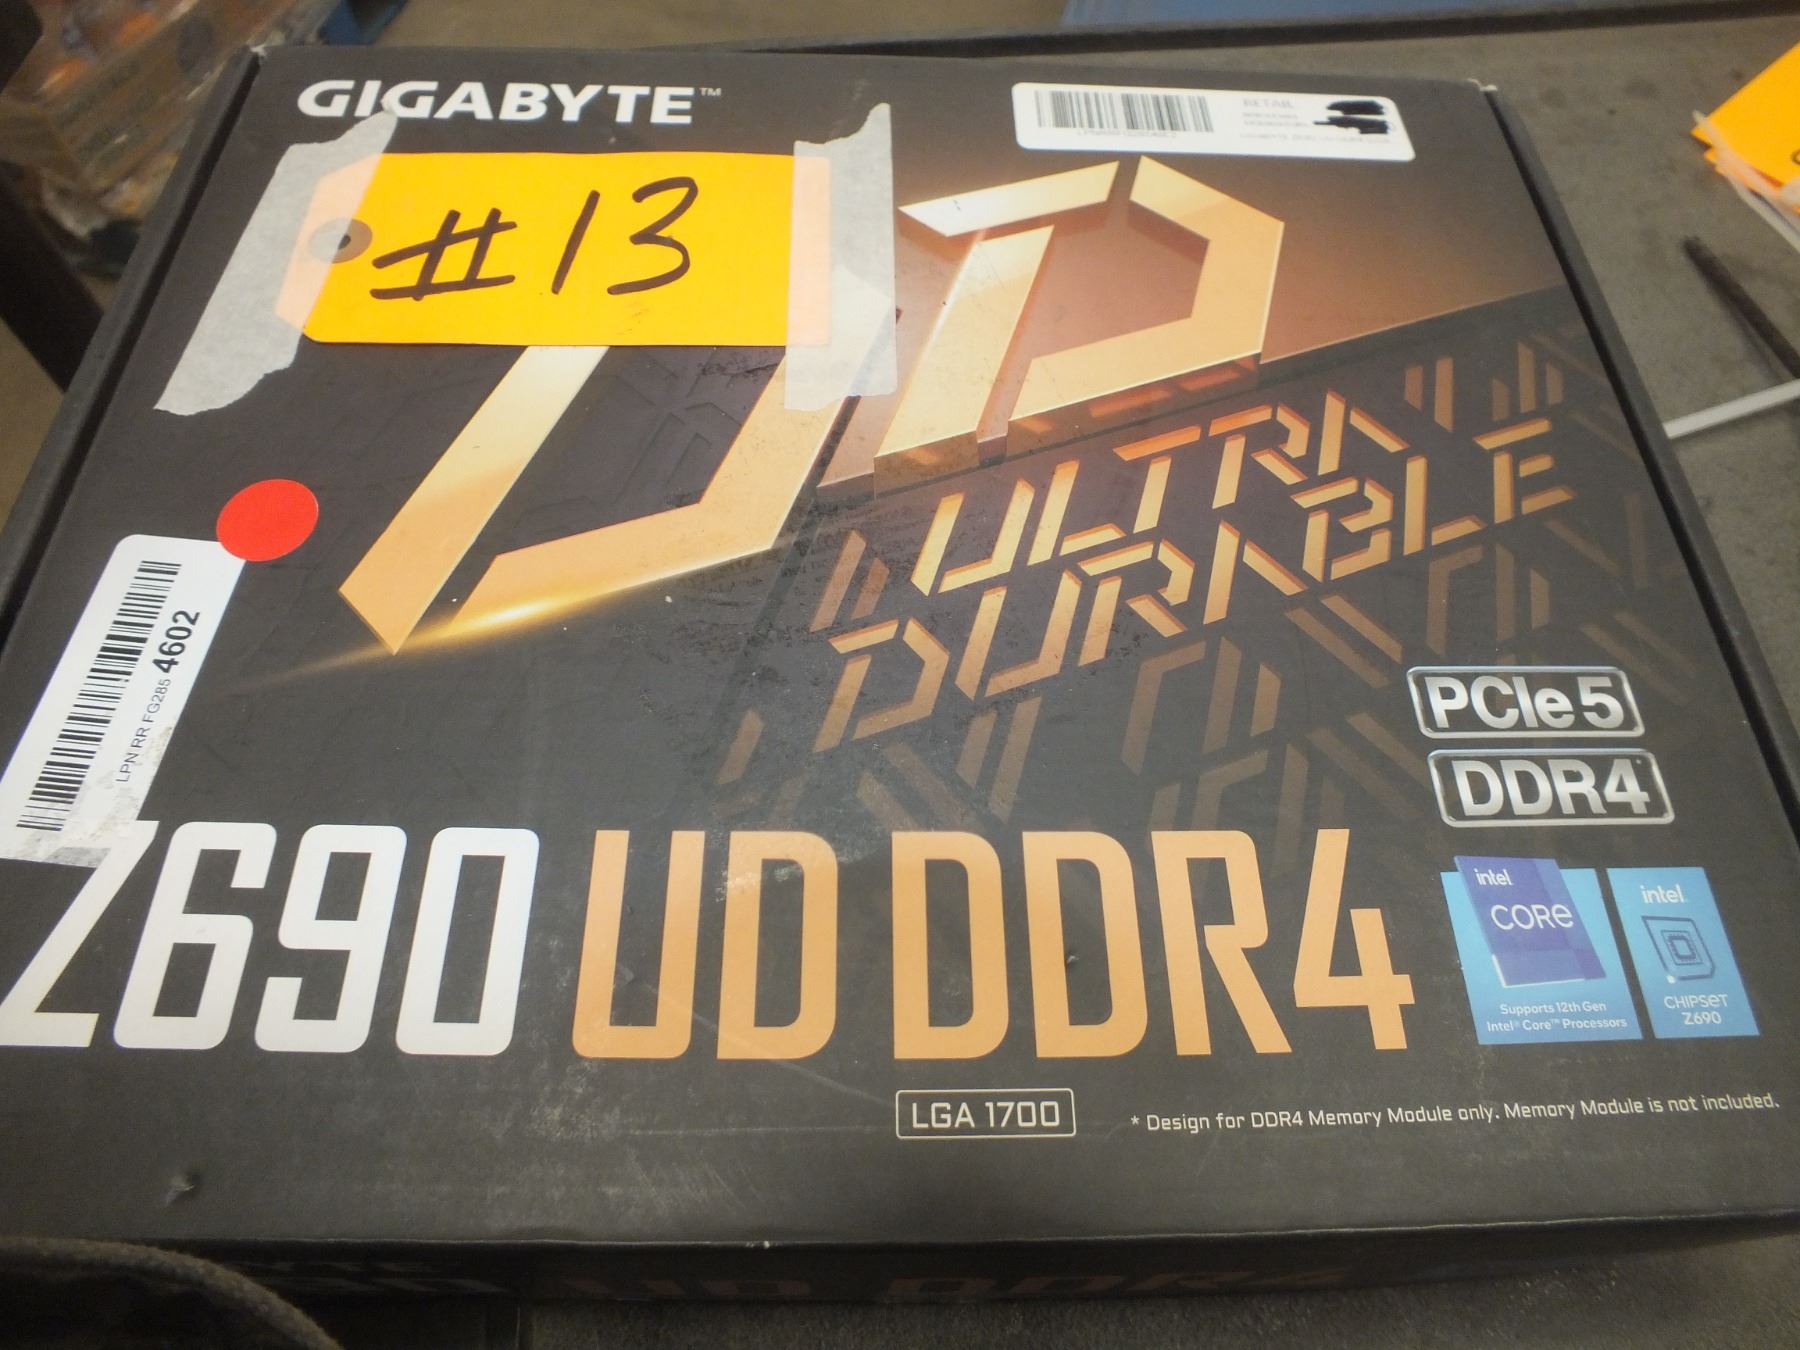 GIGABYTE™
RETAIL
#13
ULTRA
DURABLE
LPN RR FG285 4602
PCIe 5
DDR4
Z690 UD DDR4
intel
CORE
Supports 12th Gen
Intel® Core™ Processors
intel
CHIPSET
Z690
LGA 1700
* Design for DDR4 Memory Module only. Memory Module is not included.